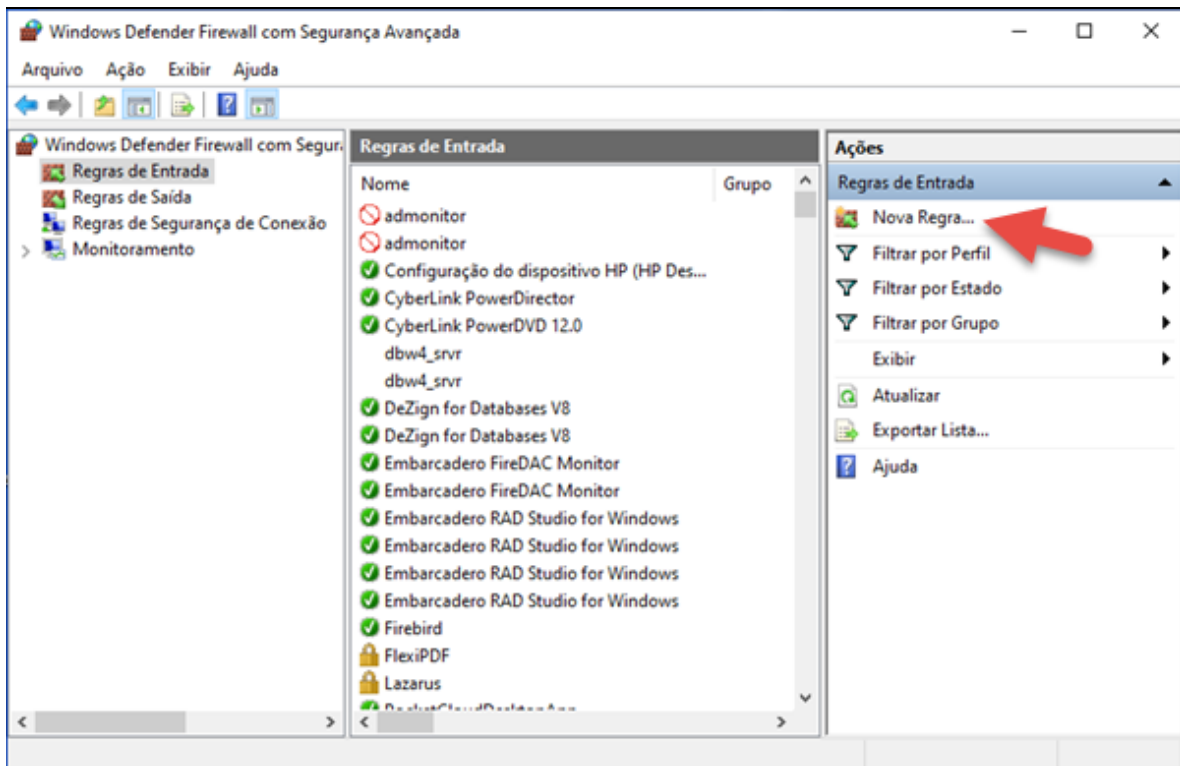 Windows Defender Firewall com Segurança Avançada
Arquivo Ação Exibir Ajuda
Windows Defender Firewall com Segur
Regras de Entrada
Regras de Saída
Regras de Segurança de Conexão
Monitoramento
Regras de Entrada
Nome Grupo
admonitor
admonitor
Configuração do dispositivo HP (HP Des...
CyberLink PowerDirector
CyberLink PowerDVD 12.0
dbw4_srvr
dbw4_srvr
DeZign for Databases V8
DeZign for Databases V8
Embarcadero FireDAC Monitor
Embarcadero FireDAC Monitor
Embarcadero RAD Studio for Windows
Embarcadero RAD Studio for Windows
Embarcadero RAD Studio for Windows
Embarcadero RAD Studio for Windows
Firebird
FlexiPDF
Lazarus
Ações
Regras de Entrada
Nova Regra...
Filtrar por Perfil
Filtrar por Estado
Filtrar por Grupo
Exibir
Atualizar
Exportar Lista...
Ajuda